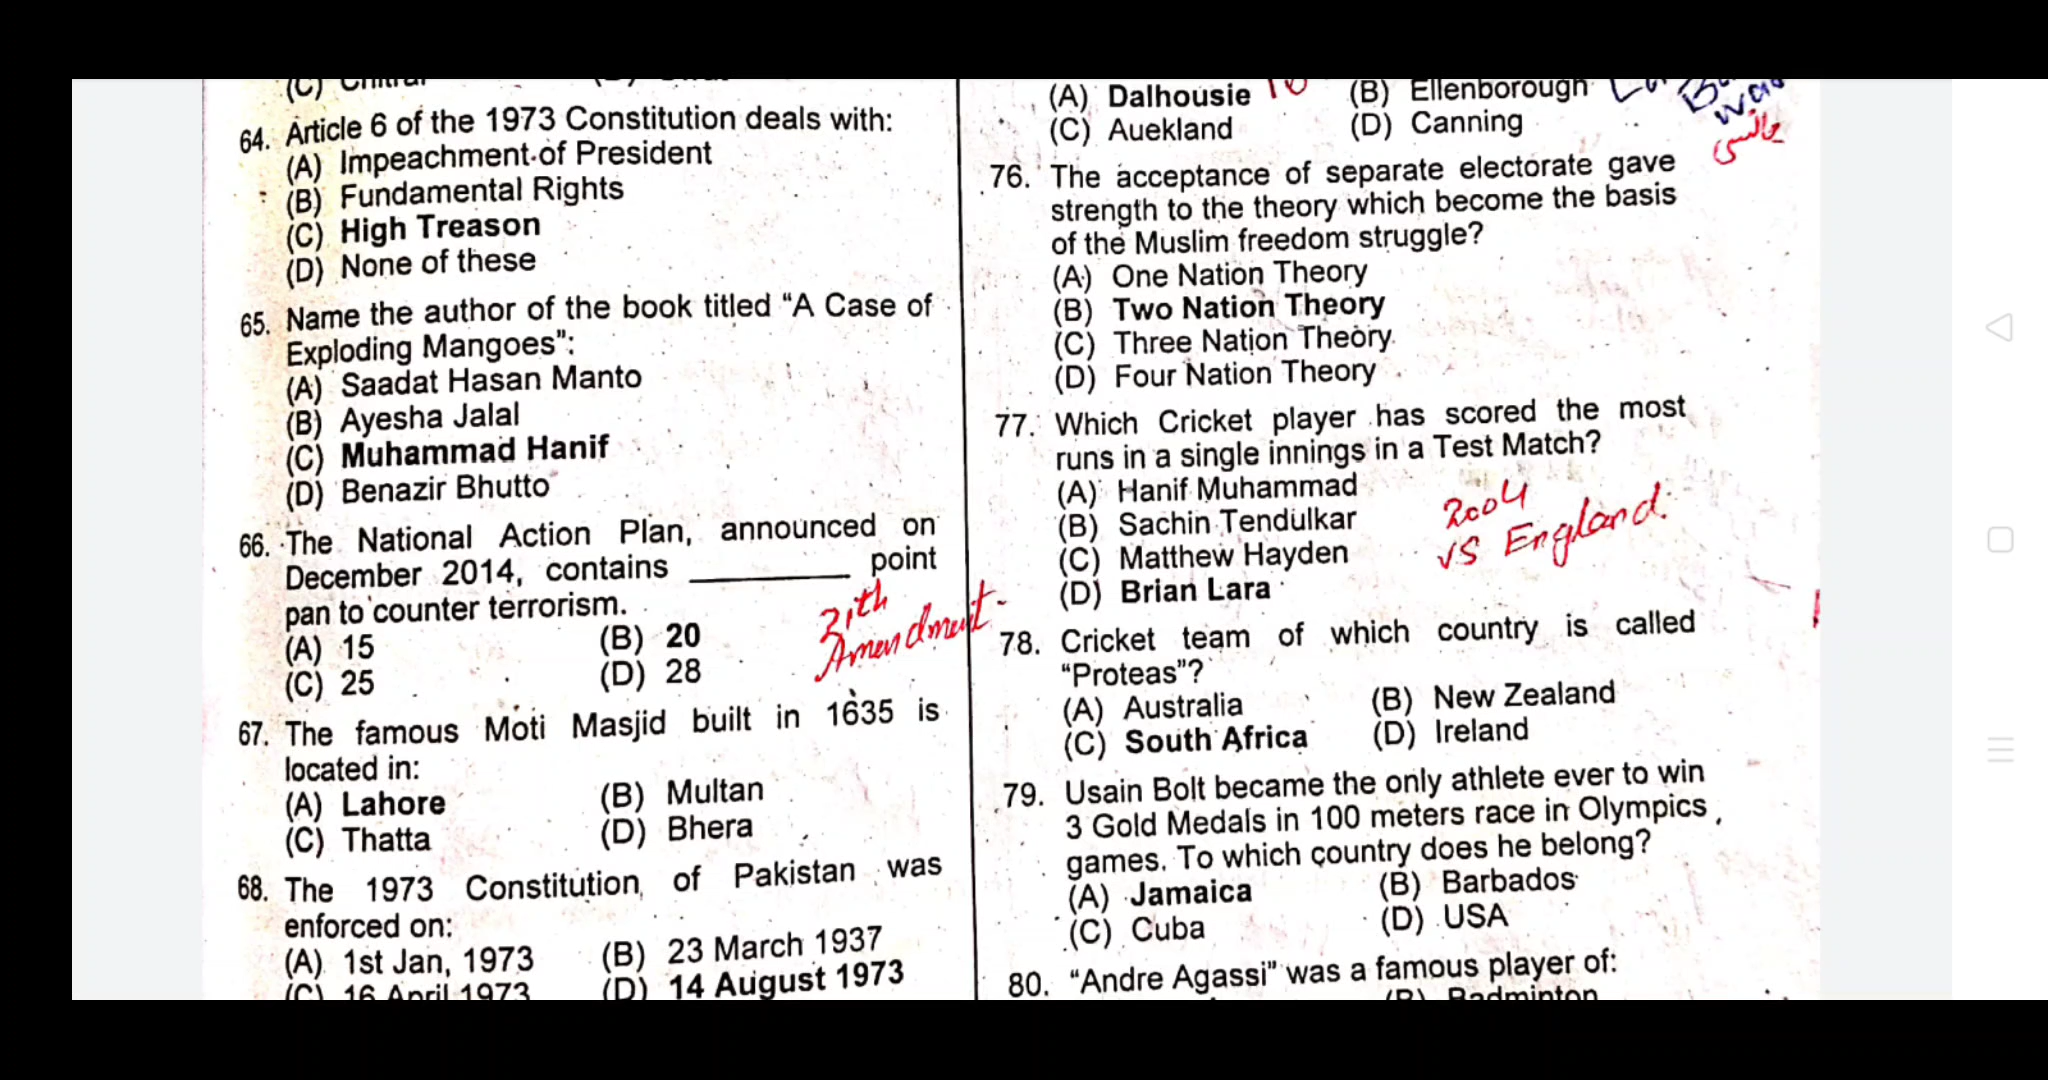 (C) Chitral
64. Article 6 of the 1973 Constitution deals with:
(A) Impeachment of President
(B) Fundamental Rights
(C) High Treason
(D) None of these
65. Name the author of the book titled “A Case of
Exploding Mangoes”:
(A) Saadat Hasan Manto
(B) Ayesha Jalal
(C) Muhammad Hanif
(D) Benazir Bhutto
66. The National Action Plan, announced on
December 2014, contains ________ point
pan to counter terrorism.
(A) 15 (B) 20
(C) 25 (D) 28
21th
Amendment.
67. The famous Moti Masjid built in 1635 is
located in:
(A) Lahore (B) Multan
(C) Thatta (D) Bhera
68. The 1973 Constitution of Pakistan was
enforced on:
(A) 1st Jan, 1973 (B) 23 March 1937
(C) 16 April 1973 (D) 14 August 1973
(A) Dalhousie (B) Ellenborough
(C) Auekland (D) Canning
76. The acceptance of separate electorate gave
strength to the theory which become the basis
of the Muslim freedom struggle?
(A) One Nation Theory
(B) Two Nation Theory
(C) Three Nation Theory
(D) Four Nation Theory
77. Which Cricket player has scored the most
runs in a single innings in a Test Match?
(A) Hanif Muhammad
(B) Sachin Tendulkar
(C) Matthew Hayden
(D) Brian Lara
2004
vs England.
78. Cricket team of which country is called
“Proteas”?
(A) Australia (B) New Zealand
(C) South Africa (D) Ireland
79. Usain Bolt became the only athlete ever to win
3 Gold Medals in 100 meters race in Olympics
games. To which country does he belong?
(A) Jamaica (B) Barbados
(C) Cuba (D) USA
80. “Andre Agassi” was a famous player of:
(B) Badminton